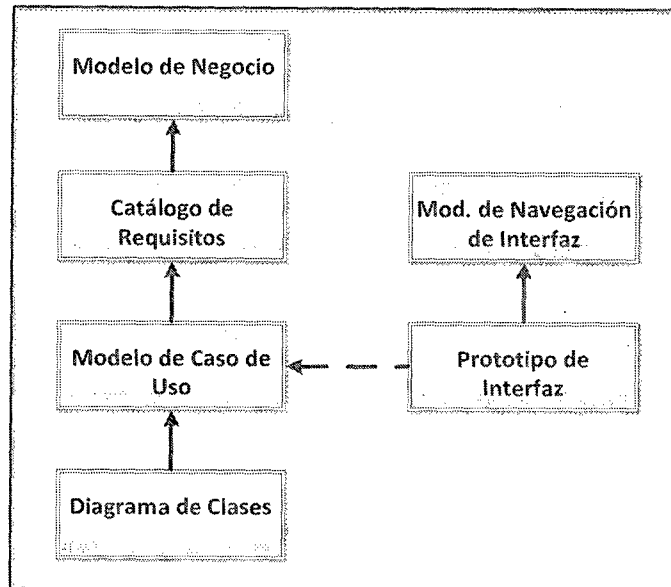 Modelo de Negocio
Catálogo de
Requisitos
Mod. de Navegación
de Interfaz
Modelo de Caso de
Uso
Prototipo de
Interfaz
Diagrama de Clases